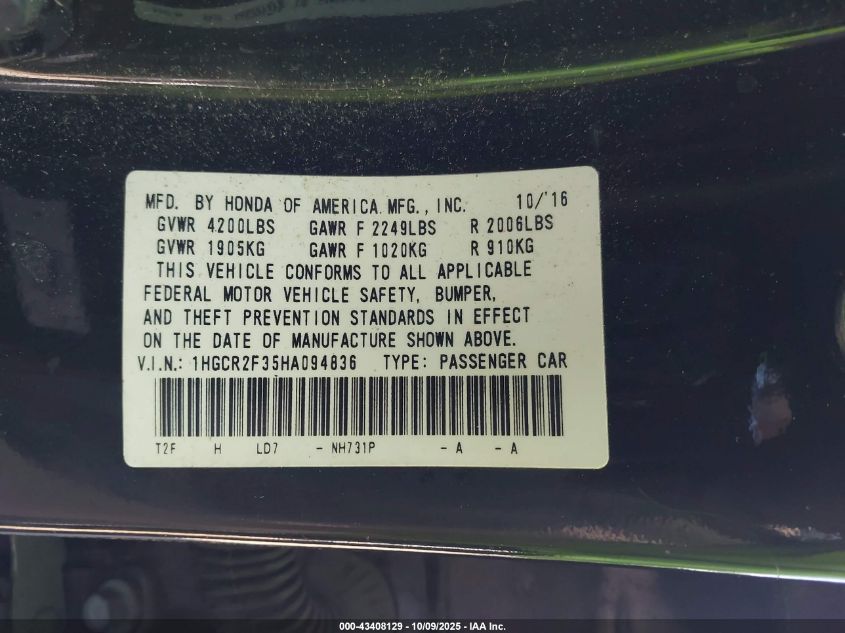 MFD. BY HONDA OF AMERICA MFG., INC. 10/'16
GVWR 4200LBS GAWR F 2249LBS R 2006LBS
GVWR 1905KG GAWR F 1020KG R 910KG
THIS VEHICLE CONFORMS TO ALL APPLICABLE
FEDERAL MOTOR VEHICLE SAFETY, BUMPER,
AND THEFT PREVENTION STANDARDS IN EFFECT
ON THE DATE OF MANUFACTURE SHOWN ABOVE.
V.I.N.: 1HGCR2F35HA094836 TYPE: PASSENGER CAR
T2F H LD7 - NH731P - A - A
000-43408129 - 10/09/2025 - IAA Inc.